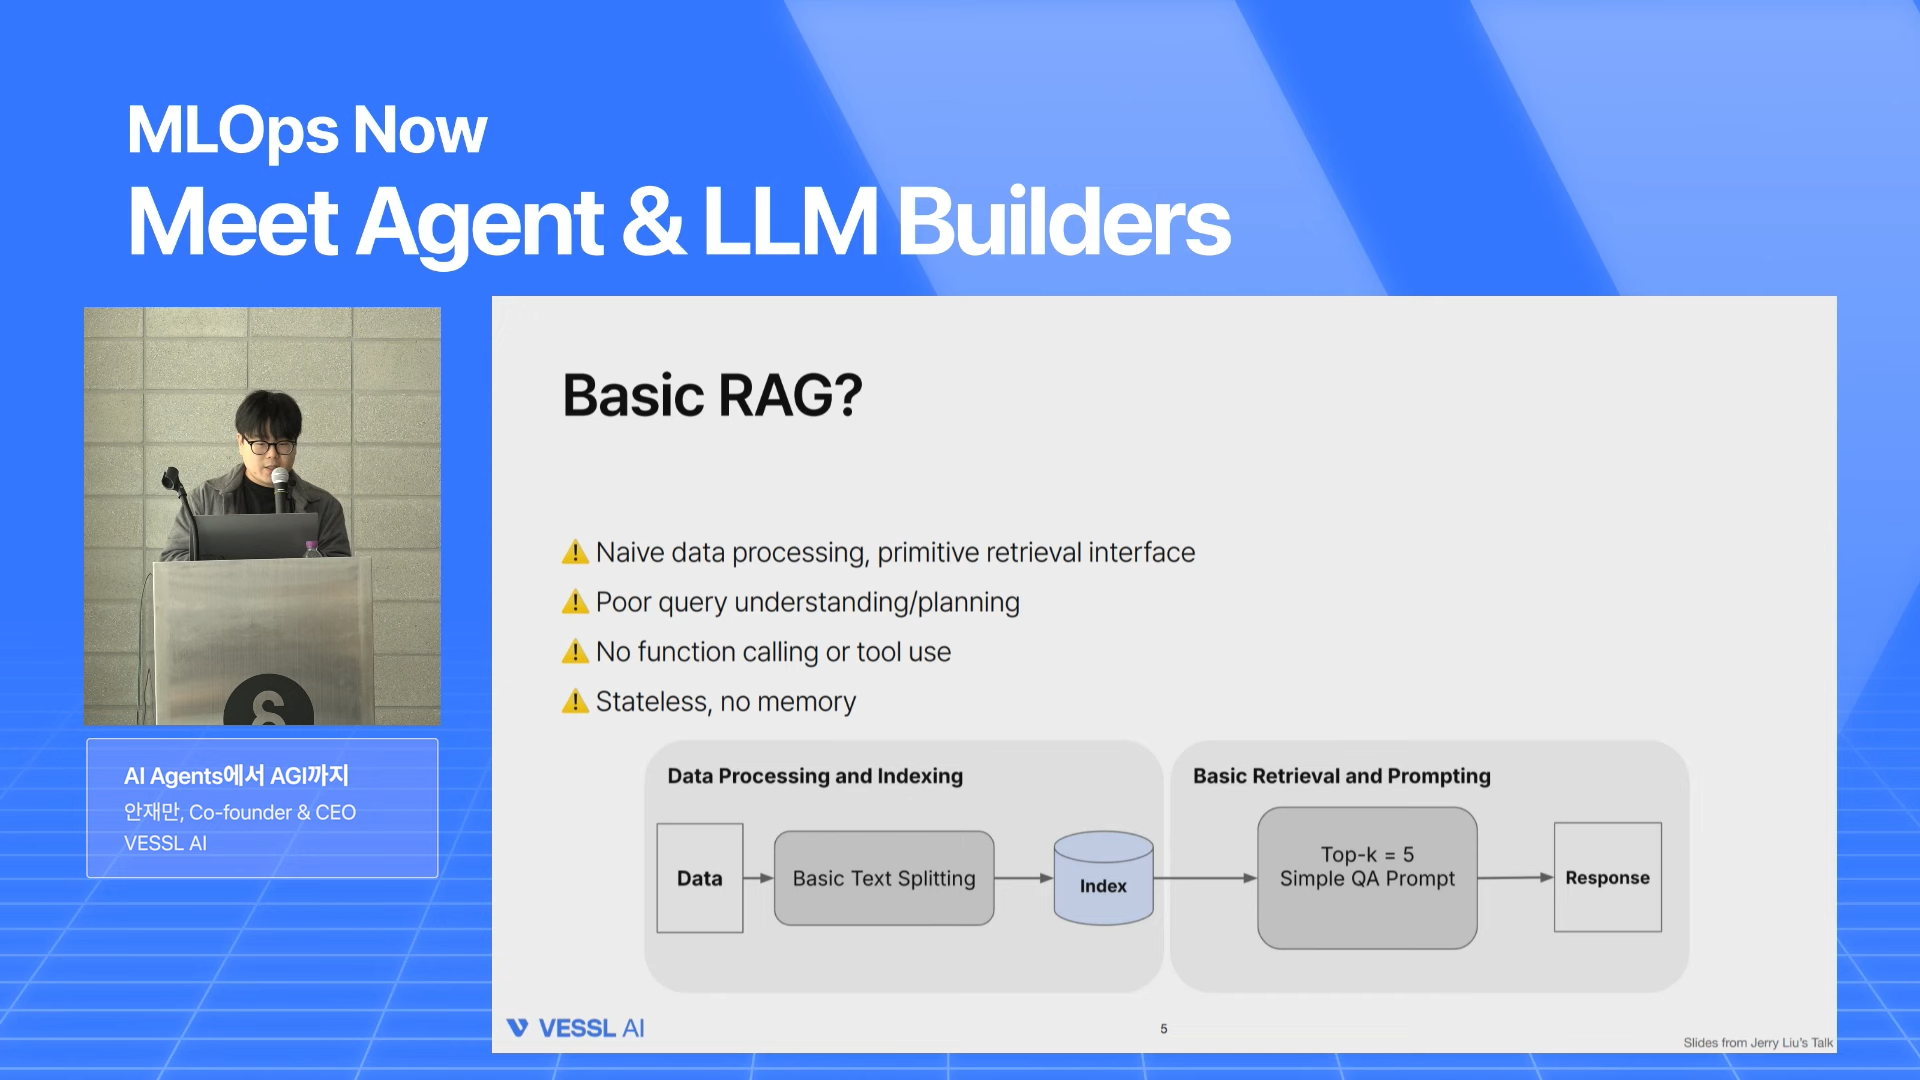 MLOps Now
Meet Agent & LLM Builders
AI Agents에서 AGI까지
안재만, Co-founder & CEO
VESSL AI
Basic RAG?
⚠️ Naive data processing, primitive retrieval interface
⚠️ Poor query understanding/planning
⚠️ No function calling or tool use
⚠️ Stateless, no memory
Data Processing and Indexing
Data
Basic Text Splitting
Index
Basic Retrieval and Prompting
Top-k = 5
Simple QA Prompt
Response
VESSL AI
5
Slides from Jerry Liu's Talk